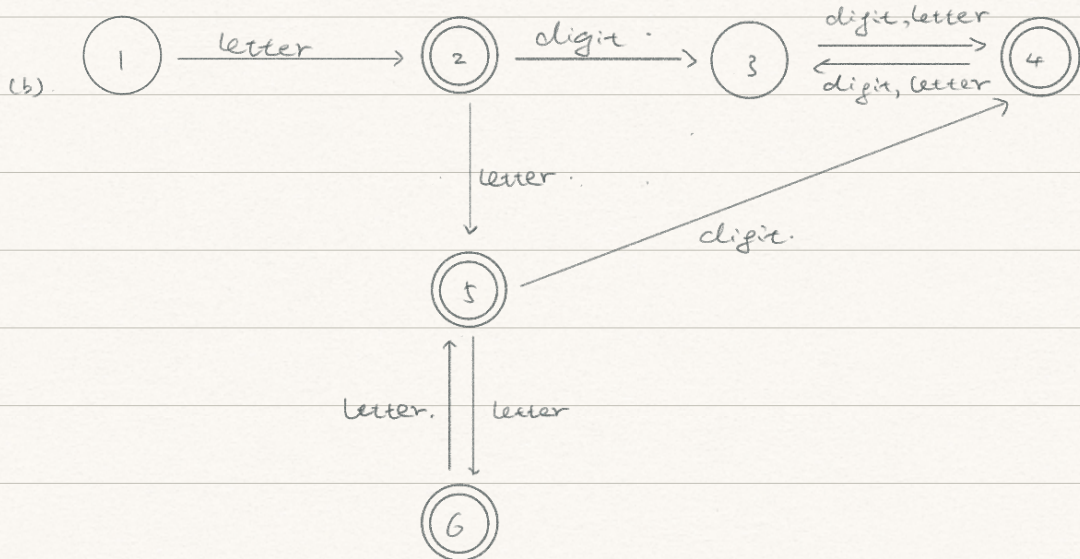 digit, letter
1 letter 2 digit. 3 4
(b). digit, letter
letter.
digit.
5
letter. letter
6